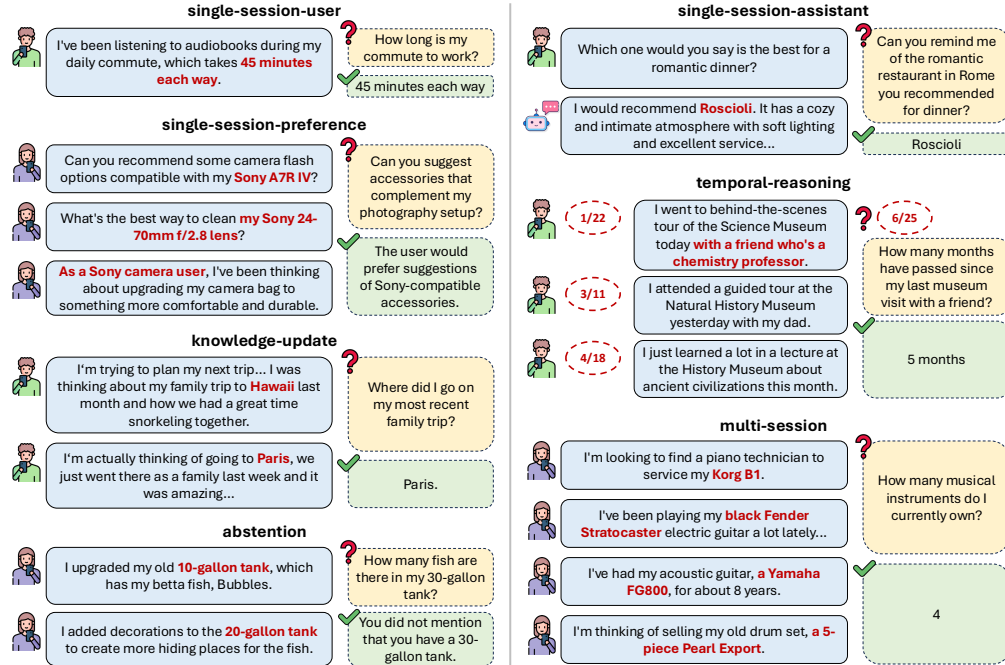 single-session-user
I've been listening to audiobooks during my
daily commute, which takes 45 minutes
each way.
?
How long is my
commute to work?
45 minutes each way
single-session-preference
Can you recommend some camera flash
options compatible with my Sony A7R IV?
What's the best way to clean my Sony 24-
70mm f/2.8 lens?
As a Sony camera user, I've been thinking
about upgrading my camera bag to
something more comfortable and durable.
?
Can you suggest
accessories that
complement my
photography setup?
The user would
prefer suggestions
of Sony-compatible
accessories.
knowledge-update
I'm trying to plan my next trip... I was
thinking about my family trip to Hawaii last
month and how we had a great time
snorkeling together.
I'm actually thinking of going to Paris, we
just went there as a family last week and it
was amazing...
?
Where did I go on
my most recent
family trip?
Paris.
abstention
I upgraded my old 10-gallon tank, which
has my betta fish, Bubbles.
I added decorations to the 20-gallon tank
to create more hiding places for the fish.
?
How many fish are
there in my 30-gallon
tank?
You did not mention
that you have a 30-
gallon tank.
single-session-assistant
Which one would you say is the best for a
romantic dinner?
I would recommend Roscioli. It has a cozy
and intimate atmosphere with soft lighting
and excellent service...
?
Can you remind me
of the romantic
restaurant in Rome
you recommended
for dinner?
Roscioli
temporal-reasoning
1/22
I went to behind-the-scenes
tour of the Science Museum
today with a friend who's a
chemistry professor.
3/11
I attended a guided tour at the
Natural History Museum
yesterday with my dad.
4/18
I just learned a lot in a lecture at
the History Museum about
ancient civilizations this month.
?
6/25
How many months
have passed since
my last museum
visit with a friend?
5 months
multi-session
I'm looking to find a piano technician to
service my Korg B1.
I've been playing my black Fender
Stratocaster electric guitar a lot lately...
I've had my acoustic guitar, a Yamaha
FG800, for about 8 years.
I'm thinking of selling my old drum set, a 5-
piece Pearl Export.
?
How many musical
instruments do I
currently own?
4